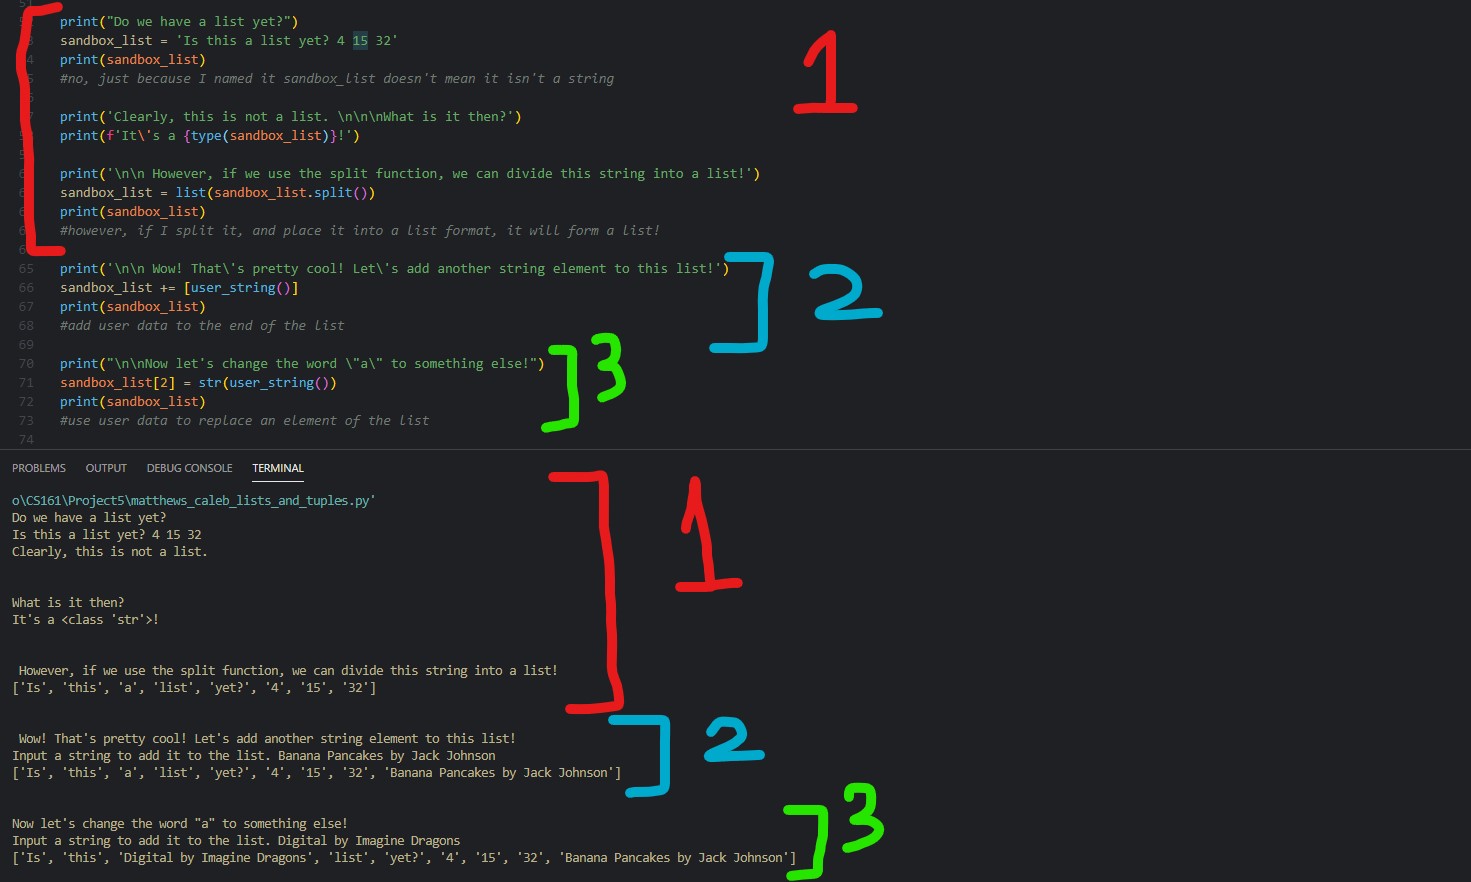 print("Do we have a list yet?")
sandbox_list = 'Is this a list yet? 4 15 32'
print(sandbox_list)
#no, just because I named it sandbox_list doesn't mean it isn't a string
print('Clearly, this is not a list. \n\n\nWhat is it then?')
print(f'It\'s a {type(sandbox_list)}!')
print('\n\n However, if we use the split function, we can divide this string into a list!')
sandbox_list = list(sandbox_list.split())
print(sandbox_list)
#however, if I split it, and place it into a list format, it will form a list!
1
65 print('\n\n Wow! That\'s pretty cool! Let\'s add another string element to this list!')
66 sandbox_list += [user_string()]
67 print(sandbox_list)
68 #add user data to the end of the list
69
2
70 print("\n\nNow let's change the word \"a\" to something else!")
71 sandbox_list[2] = str(user_string())
72 print(sandbox_list)
73 #use user data to replace an element of the list
74
3
PROBLEMS OUTPUT DEBUG CONSOLE TERMINAL
o\CS161\Project5\matthews_caleb_lists_and_tuples.py'
Do we have a list yet?
Is this a list yet? 4 15 32
Clearly, this is not a list.
What is it then?
It's a <class 'str'>!
However, if we use the split function, we can divide this string into a list!
['Is', 'this', 'a', 'list', 'yet?', '4', '15', '32']
1
Wow! That's pretty cool! Let's add another string element to this list!
Input a string to add it to the list. Banana Pancakes by Jack Johnson
['Is', 'this', 'a', 'list', 'yet?', '4', '15', '32', 'Banana Pancakes by Jack Johnson']
2
Now let's change the word "a" to something else!
Input a string to add it to the list. Digital by Imagine Dragons
['Is', 'this', 'Digital by Imagine Dragons', 'list', 'yet?', '4', '15', '32', 'Banana Pancakes by Jack Johnson']
3